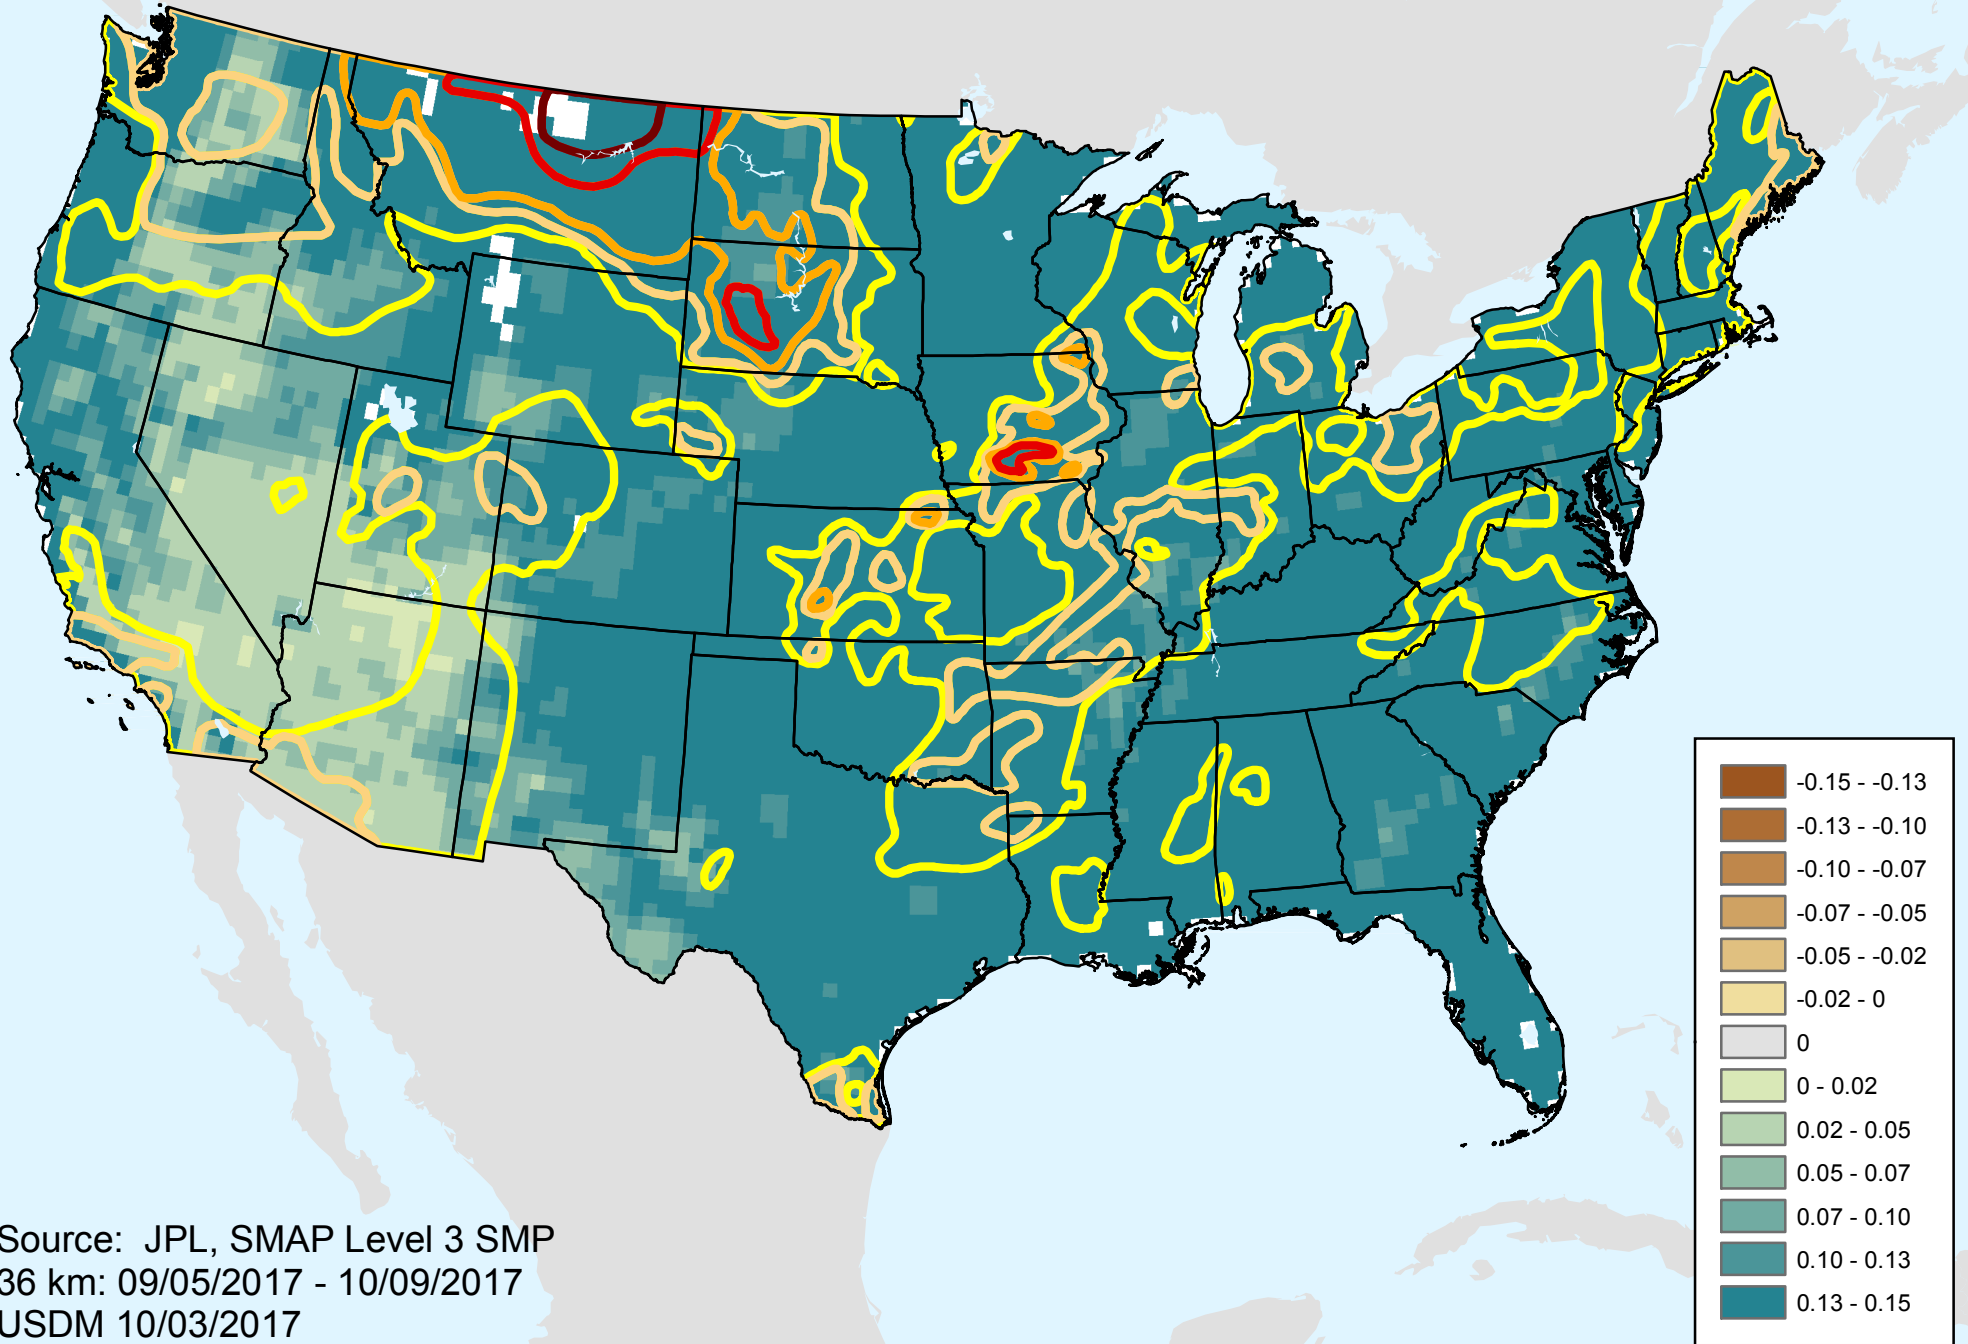 -0.15 - -0.13
-0.13 - -0.10
-0.10 - -0.07
-0.07 - -0.05
-0.05 - -0.02
-0.02 - 0
0
0 - 0.02
0.02 - 0.05
0.05 - 0.07
0.07 - 0.10
0.10 - 0.13
0.13 - 0.15
Source: JPL, SMAP Level 3 SMP
36 km: 09/05/2017 - 10/09/2017
USDM 10/03/2017